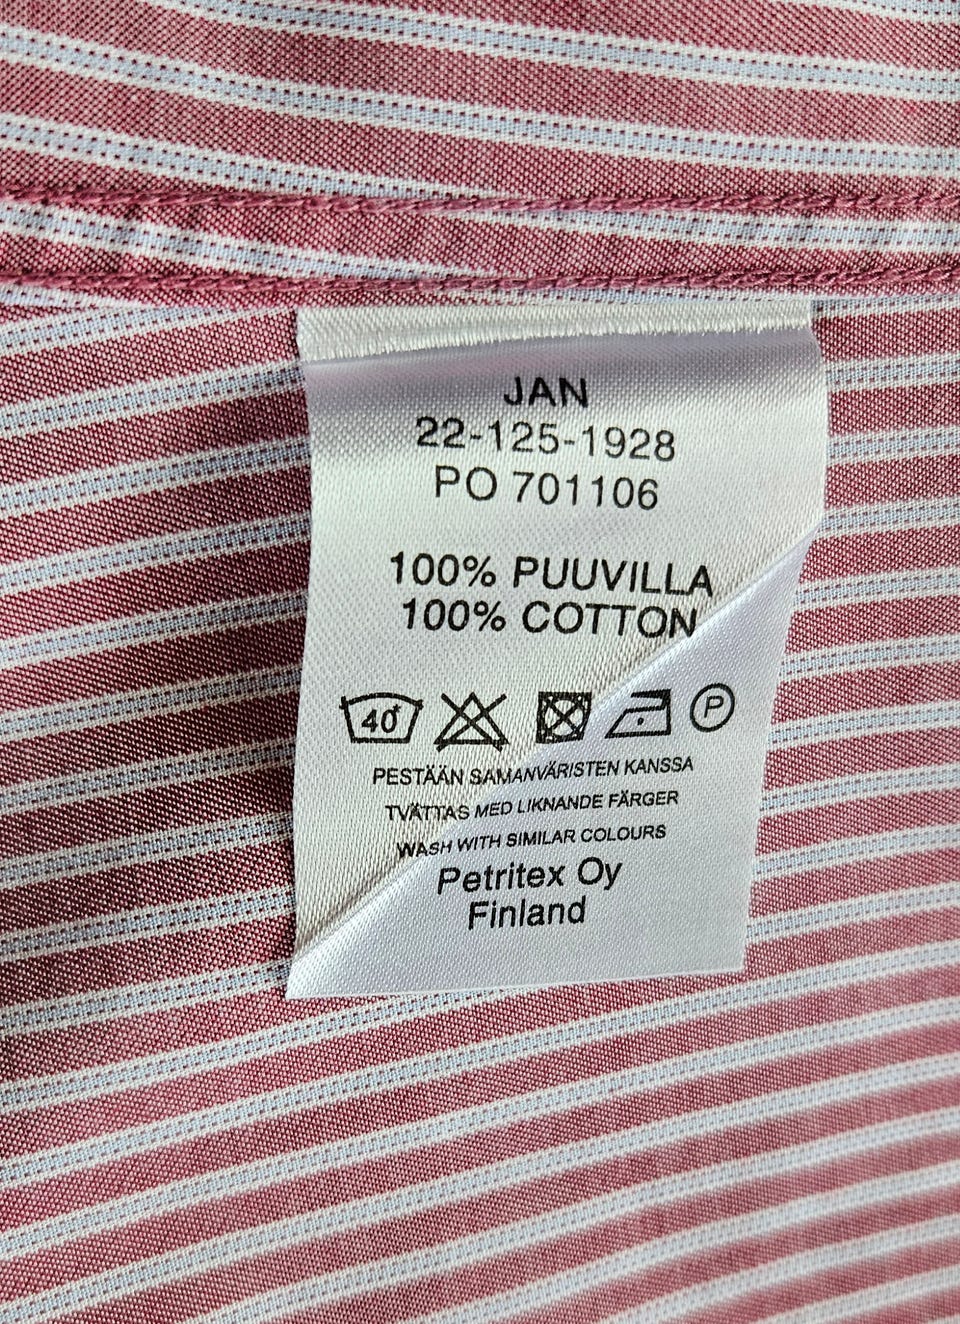 JAN
22-125-1928
PO 701106
100% PUUVILLA
100% COTTON
40° P
PESTÄÄN SAMANVÄRISTEN KANSSA
TVÄTTAS MED LIKNANDE FÄRGER
WASH WITH SIMILAR COLOURS
Petritex Oy
Finland